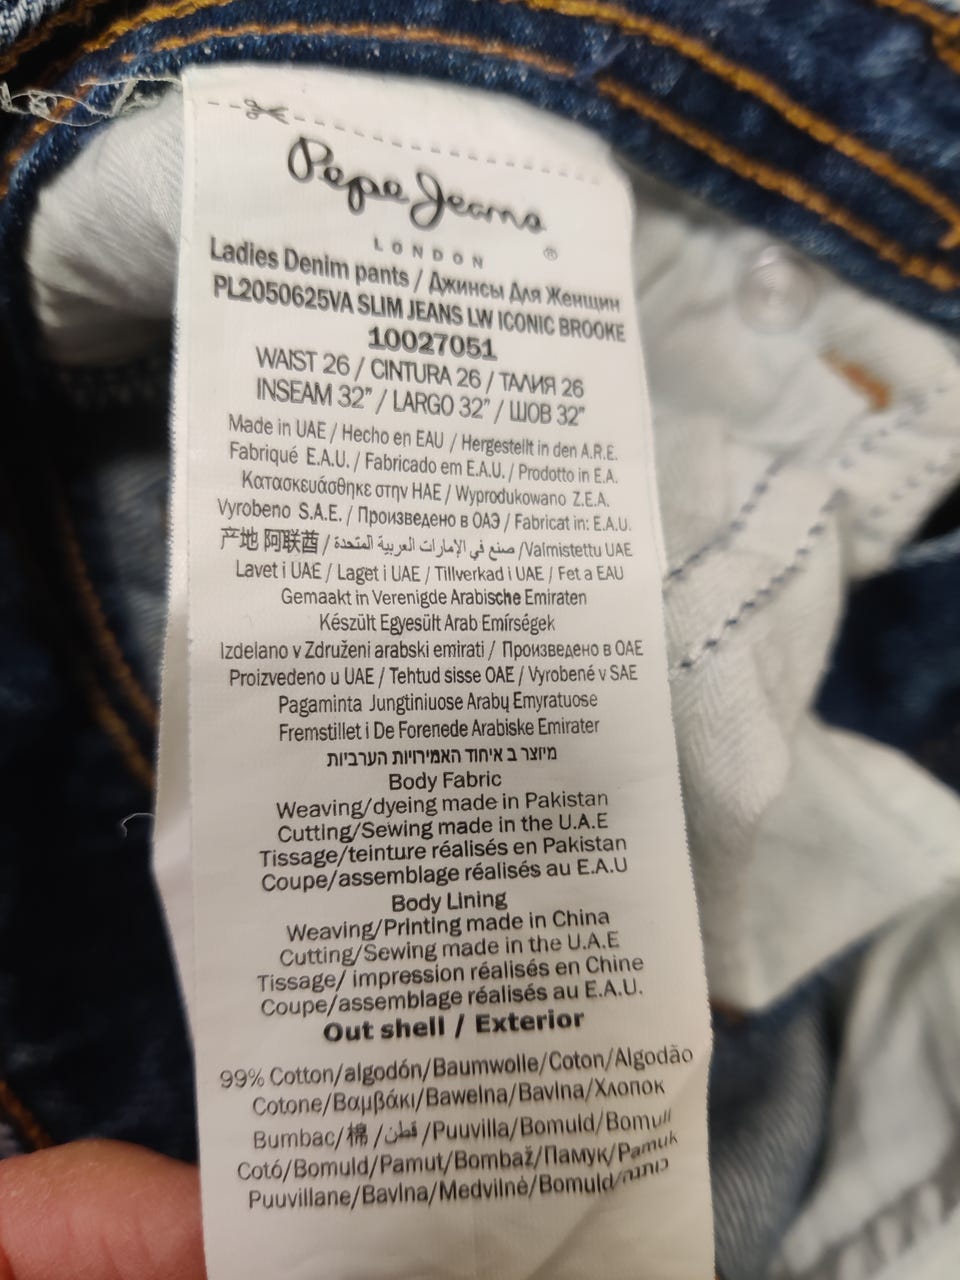 Pepe Jeans
LONDON ®
Ladies Denim pants / Джинсы Для Женщин
PL2050625VA SLIM JEANS LW ICONIC BROOKE
10027051
WAIST 26 / CINTURA 26 / ТАЛИЯ 26
INSEAM 32” / LARGO 32” / ШОВ 32”
Made in UAE / Hecho en EAU / Hergestellt in den A.R.E.
Fabriqué E.A.U. / Fabricado em E.A.U. / Prodotto in E.A.
Κατασκευάσθηκε στην ΗΑΕ / Wyprodukowano Z.E.A.
Vyrobeno S.A.E. / Произведено в ОАЭ / Fabricat in: E.A.U.
产地 阿联酋 / صنع في الإمارات العربية المتحدة /Valmistettu UAE
Lavet i UAE / Laget i UAE / Tillverkad i UAE / Fet a EAU
Gemaakt in Verenigde Arabische Emiraten
Készült Egyesült Arab Emírségek
Izdelano v Združeni arabski emirati / Произведено в ОАЕ
Proizvedeno u UAE / Tehtud sisse OAE / Vyrobené v SAE
Pagaminta Jungtiniuose Arabų Emyratuose
Fremstillet i De Forenede Arabiske Emirater
מיוצר ב איחוד האמירויות הערביות
Body Fabric
Weaving/dyeing made in Pakistan
Cutting/Sewing made in the U.A.E
Tissage/teinture réalisés en Pakistan
Coupe/assemblage réalisés au E.A.U
Body Lining
Weaving/Printing made in China
Cutting/Sewing made in the U.A.E
Tissage/ impression réalisés en Chine
Coupe/assemblage réalisés au E.A.U.
Out shell / Exterior
99% Cotton/algodón/Baumwolle/Coton/Algodão
Cotone/Βαμβάκι/Bawełna/Bavlna/Хлопок
Bumbac/棉 /قطن /Puuvilla/Bomuld/Bomull
Cotó/Bomuld/Pamut/Bombaž/Памук/Pamuk
Puuvillane/Bavlna/Medvilnė/Bomuld/כותנה